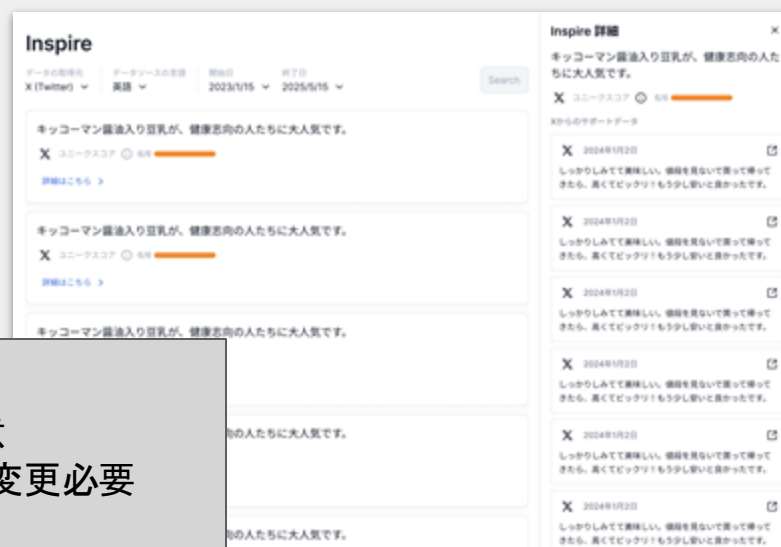 Inspire
データの取得元 データソースの言語 開始日 終了日
X (Twitter) 英語 2023/1/15 2025/5/15 Search
キッコーマン醤油入り豆乳が、健康志向の人たちに大人気です。
X ユニークスコア 6/6
詳細はこちら >
キッコーマン醤油入り豆乳が、健康志向の人たちに大人気です。
X ユニークスコア 6/6
詳細はこちら >
キッコーマン醤油入り豆乳が、健康志向の人たちに大人気です。
の人たちに大人気です。
の人たちに大人気です。
変更必要
Inspire 詳細 ×
キッコーマン醤油入り豆乳が、健康志向の人た
ちに大人気です。
X ユニークスコア 6/6
Xからのサポートデータ
X 2024年1月2日
しっかりしみてて美味しい。値段を見ないで買って帰って
きたら、高くてビックリ!もう少し安いと良かったです。
X 2024年1月2日
しっかりしみてて美味しい。値段を見ないで買って帰って
きたら、高くてビックリ!もう少し安いと良かったです。
X 2024年1月2日
しっかりしみてて美味しい。値段を見ないで買って帰って
きたら、高くてビックリ!もう少し安いと良かったです。
X 2024年1月2日
しっかりしみてて美味しい。値段を見ないで買って帰って
きたら、高くてビックリ!もう少し安いと良かったです。
X 2024年1月2日
しっかりしみてて美味しい。値段を見ないで買って帰って
きたら、高くてビックリ!もう少し安いと良かったです。
X 2024年1月2日
しっかりしみてて美味しい。値段を見ないで買って帰って
きたら、高くてビックリ!もう少し安いと良かったです。